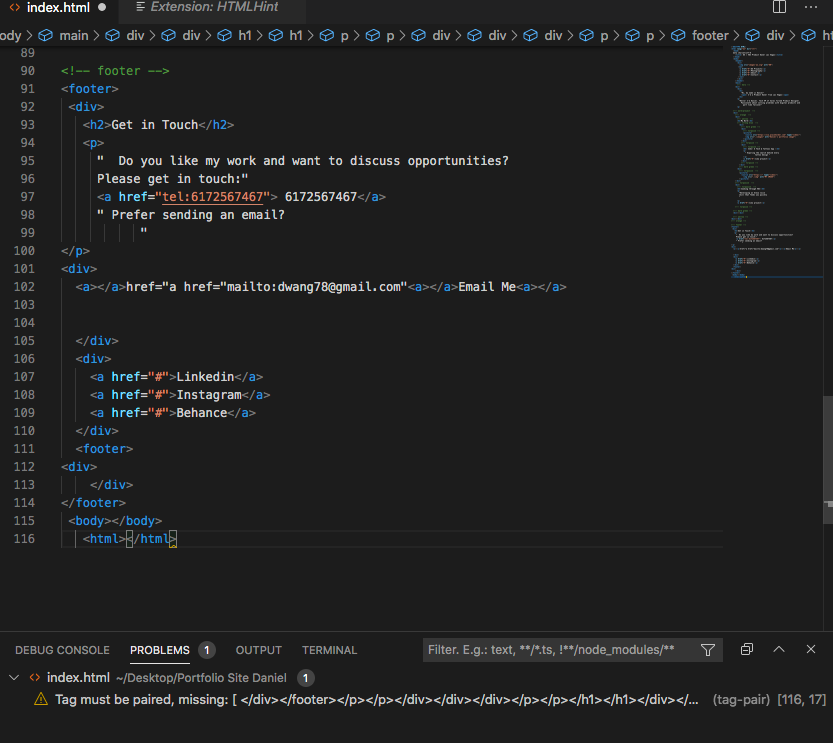 index.html
Extension: HTMLHint
ody > main > div > div > h1 > h1 > p > p > div > div > div > p > p > footer > div > ht
89
90 <!-- footer -->
91 <footer>
92 <div>
93 <h2>Get in Touch</h2>
94 <p>
95 " Do you like my work and want to discuss opportunities?
96 Please get in touch:"
97 <a href="tel:6172567467"> 6172567467</a>
98 " Prefer sending an email?
99 "
100 </p>
101 <div>
102 <a></a>href="a href="mailto:dwang78@gmail.com"<a></a>Email Me<a></a>
103
104
105 </div>
106 <div>
107 <a href="#">Linkedin</a>
108 <a href="#">Instagram</a>
109 <a href="#">Behance</a>
110 </div>
111 <footer>
112 <div>
113 </div>
114 </footer>
115 <body></body>
116 <html></html>
DEBUG CONSOLE PROBLEMS 1 OUTPUT TERMINAL Filter. E.g.: text, **/*.ts, !**/node_modules/**
index.html ~/Desktop/Portfolio Site Daniel 1
Tag must be paired, missing: [ </div></footer></p></p></div></div></div></p></p></h1></h1></div></... (tag-pair) [116, 17]